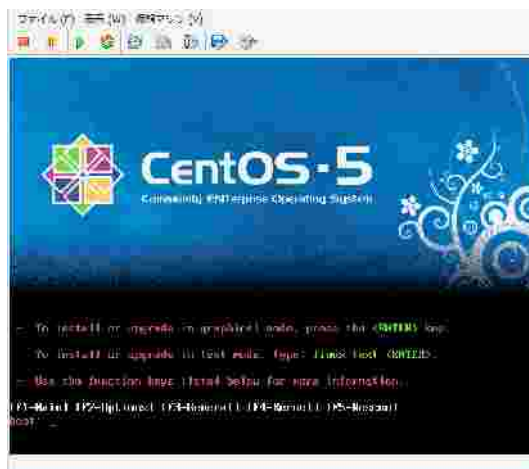 ファイル(F) 表示(W) 仮想マシン(V)
CentOS·5
Community ENTerprise Operating System
- To install or upgrade in graphical mode, press the <ENTER> key.
- To install or upgrade in text mode, type: linux text <ENTER>.
- Use the function keys listed below for more information.
[F1-Main] [F2-Options] [F3-General] [F4-Kernel] [F5-Rescue]
boot: _